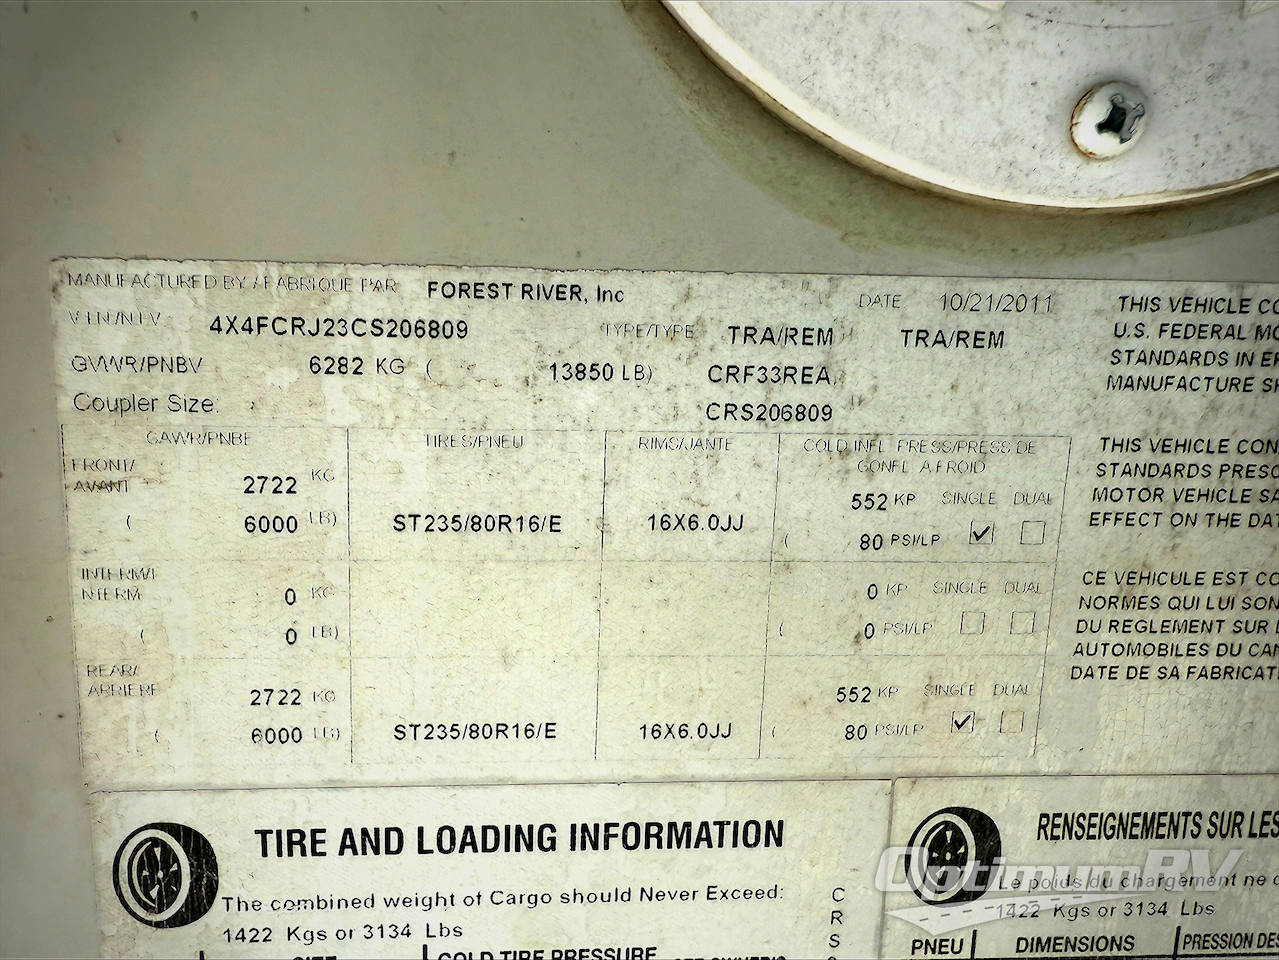 MANUFACTURED BY / FABRIQUE PAR FOREST RIVER, Inc DATE 10/21/2011
V I N / N I V 4X4FCRJ23CS206809 TYPE/TYPE TRA/REM TRA/REM
GVWR/PNBV 6282 KG ( 13850 LB) CRF33REA
Coupler Size: CRS206809
GAWR/PNBE TIRES/PNEU RIMS/JANTE COLD INFL PRESS/PRESS DE
GONFL A FROID
FRONT/
AVANT 2722 KG 552 KP SINGLE DUAL
( 6000 LB) ST235/80R16/E 16X6.0JJ ( 80 PSI/LP
INTERM/I
NTERM 0 KG 0 KP SINGLE DUAL
( 0 LB) ( 0 PSI/LP
REAR/
ARRIERE 2722 KG 552 KP SINGLE DUAL
( 6000 LB) ST235/80R16/E 16X6.0JJ ( 80 PSI/LP
THIS VEHICLE CO
U.S. FEDERAL MO
STANDARDS IN EF
MANUFACTURE SH
THIS VEHICLE CON
STANDARDS PRESC
MOTOR VEHICLE SA
EFFECT ON THE DAT
CE VEHICULE EST CO
NORMES QUI LUI SON
DU REGLEMENT SUR L
AUTOMOBILES DU CAN
DATE DE SA FABRICATI
TIRE AND LOADING INFORMATION
The combined weight of Cargo should Never Exceed:
1422 Kgs or 3134 Lbs
SIZE COLD TIRE PRESSURE SEE OWNER'S
C
R
S
RENSEIGNEMENTS SUR LES
Le poids du chargement ne d
1422 Kgs or 3134 Lbs
PNEU DIMENSIONS PRESSION DES
OptimumRV